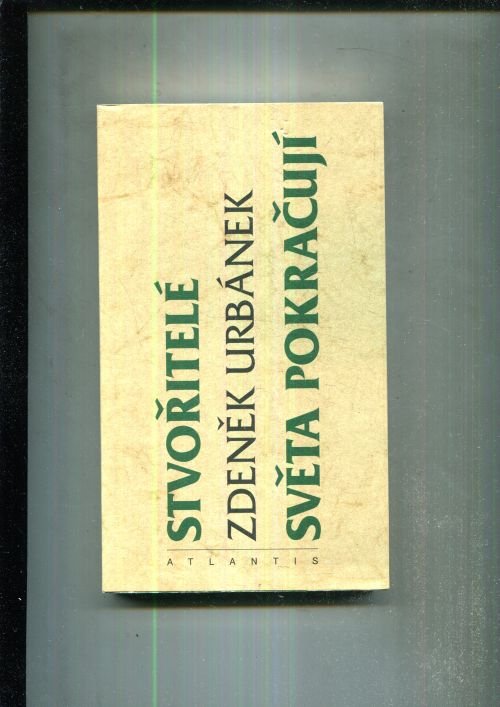 STVOŘITELÉ
ZDENĚK URBÁNEK
SVĚTA POKRAČUJÍ
ATLANTIS